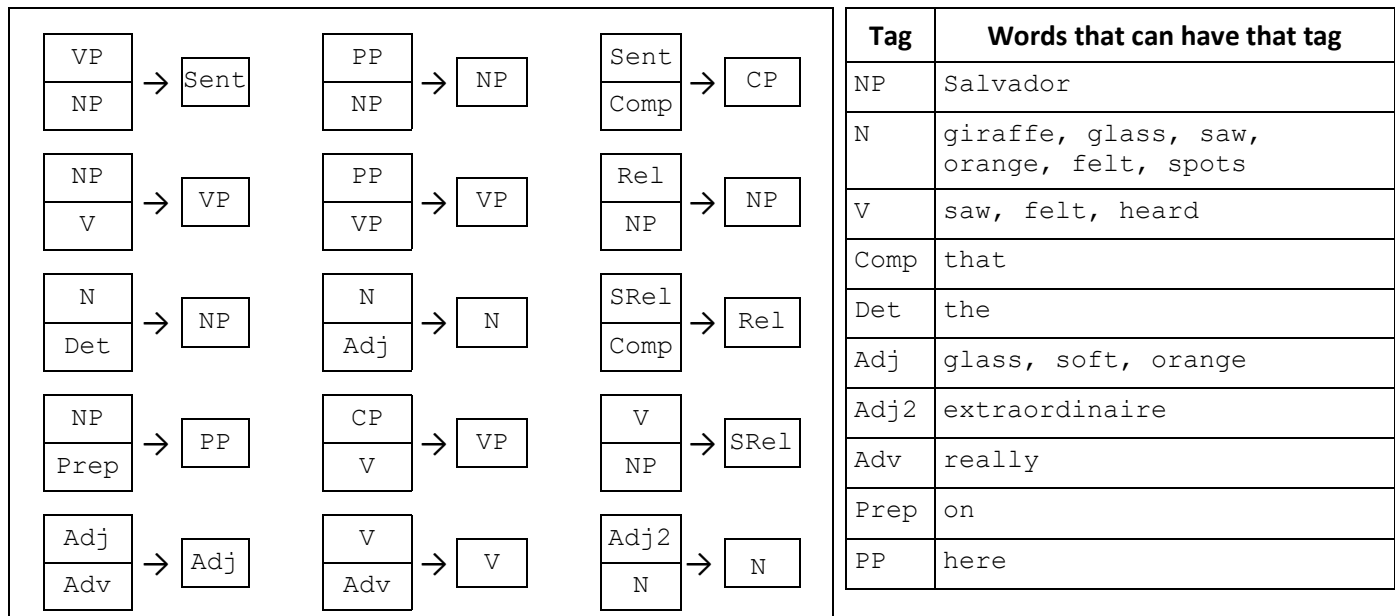 VP
NP
→ Sent
PP
NP
→ NP
Sent
Comp
→ CP
NP
V
→ VP
PP
VP
→ VP
Rel
NP
→ NP
N
Det
→ NP
N
Adj
→ N
SRel
Comp
→ Rel
NP
Prep
→ PP
CP
V
→ VP
V
NP
→ SRel
Adj
Adv
→ Adj
V
Adv
→ V
Adj2
N
→ N
Tag Words that can have that tag
NP Salvador
N giraffe, glass, saw,
orange, felt, spots
V saw, felt, heard
Comp that
Det the
Adj glass, soft, orange
Adj2 extraordinaire
Adv really
Prep on
PP here